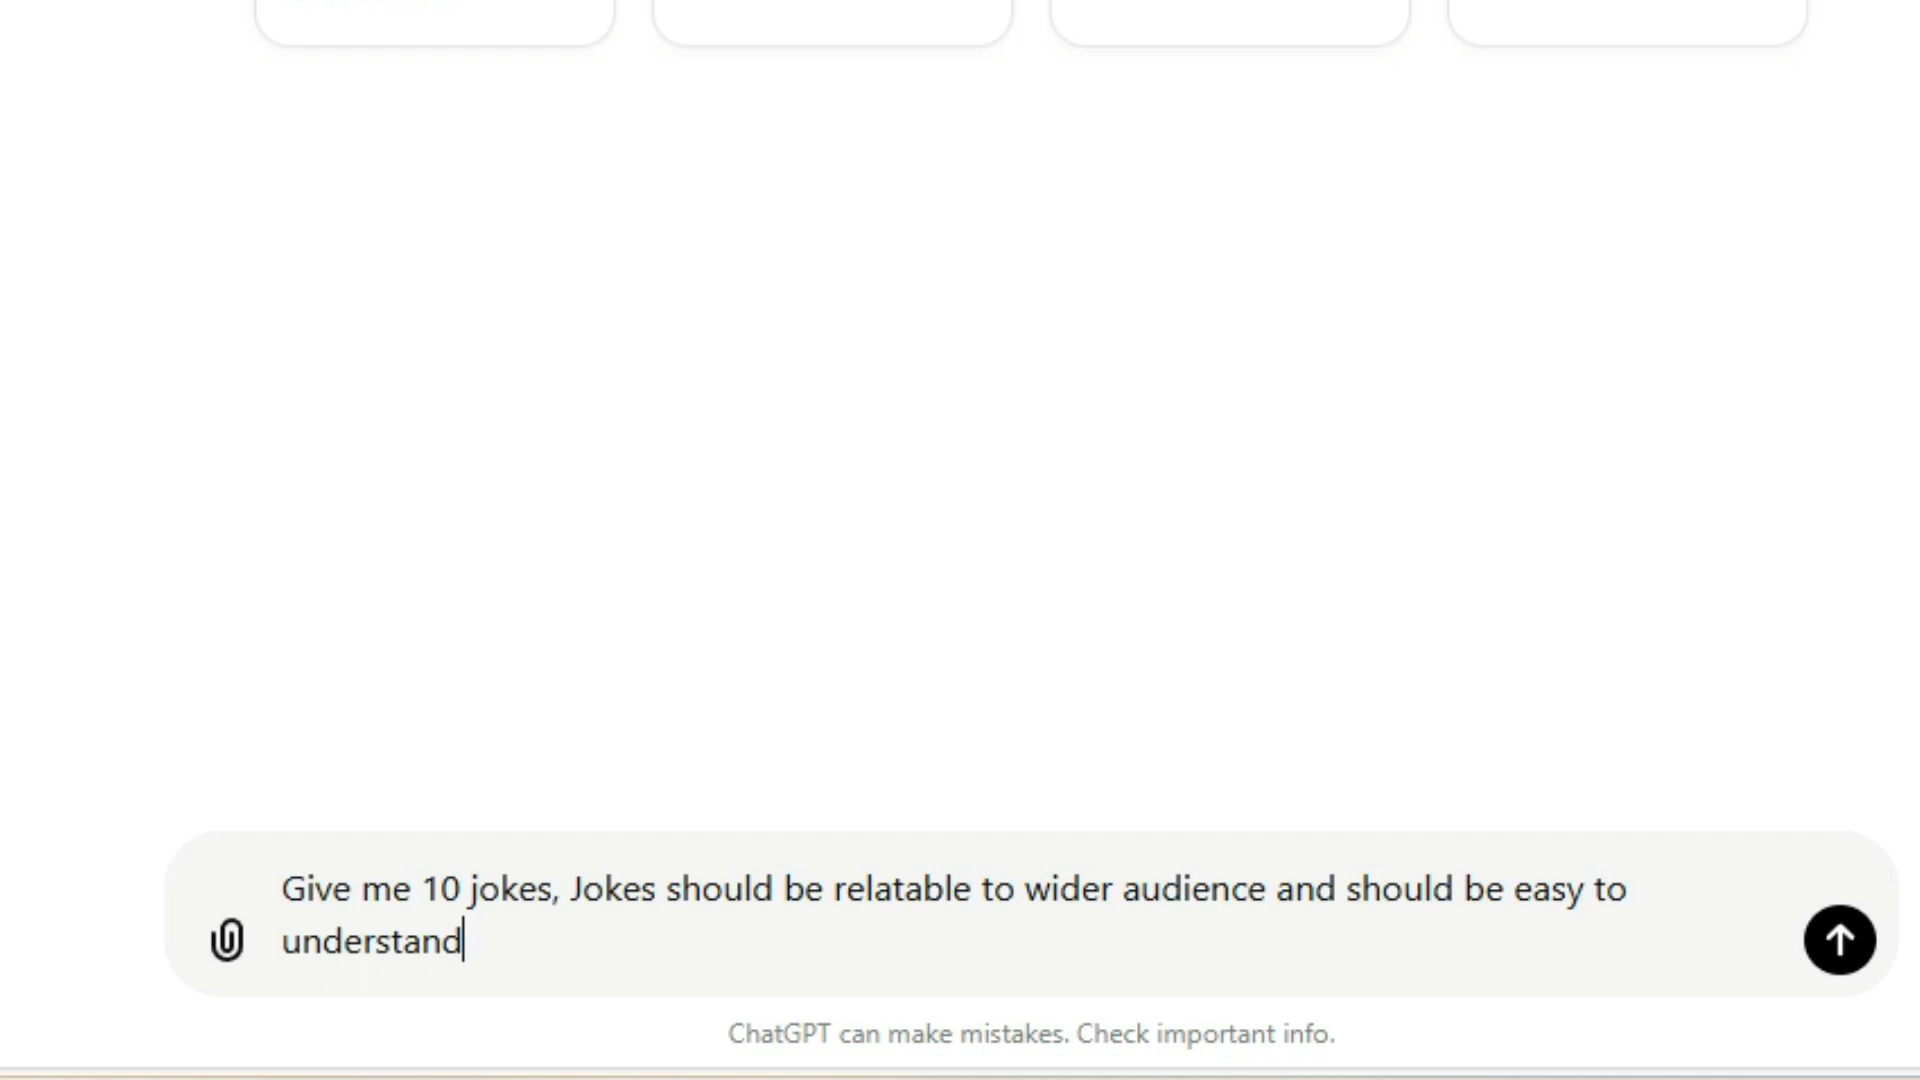 Give me 10 jokes, Jokes should be relatable to wider audience and should be easy to
understand
ChatGPT can make mistakes. Check important info.